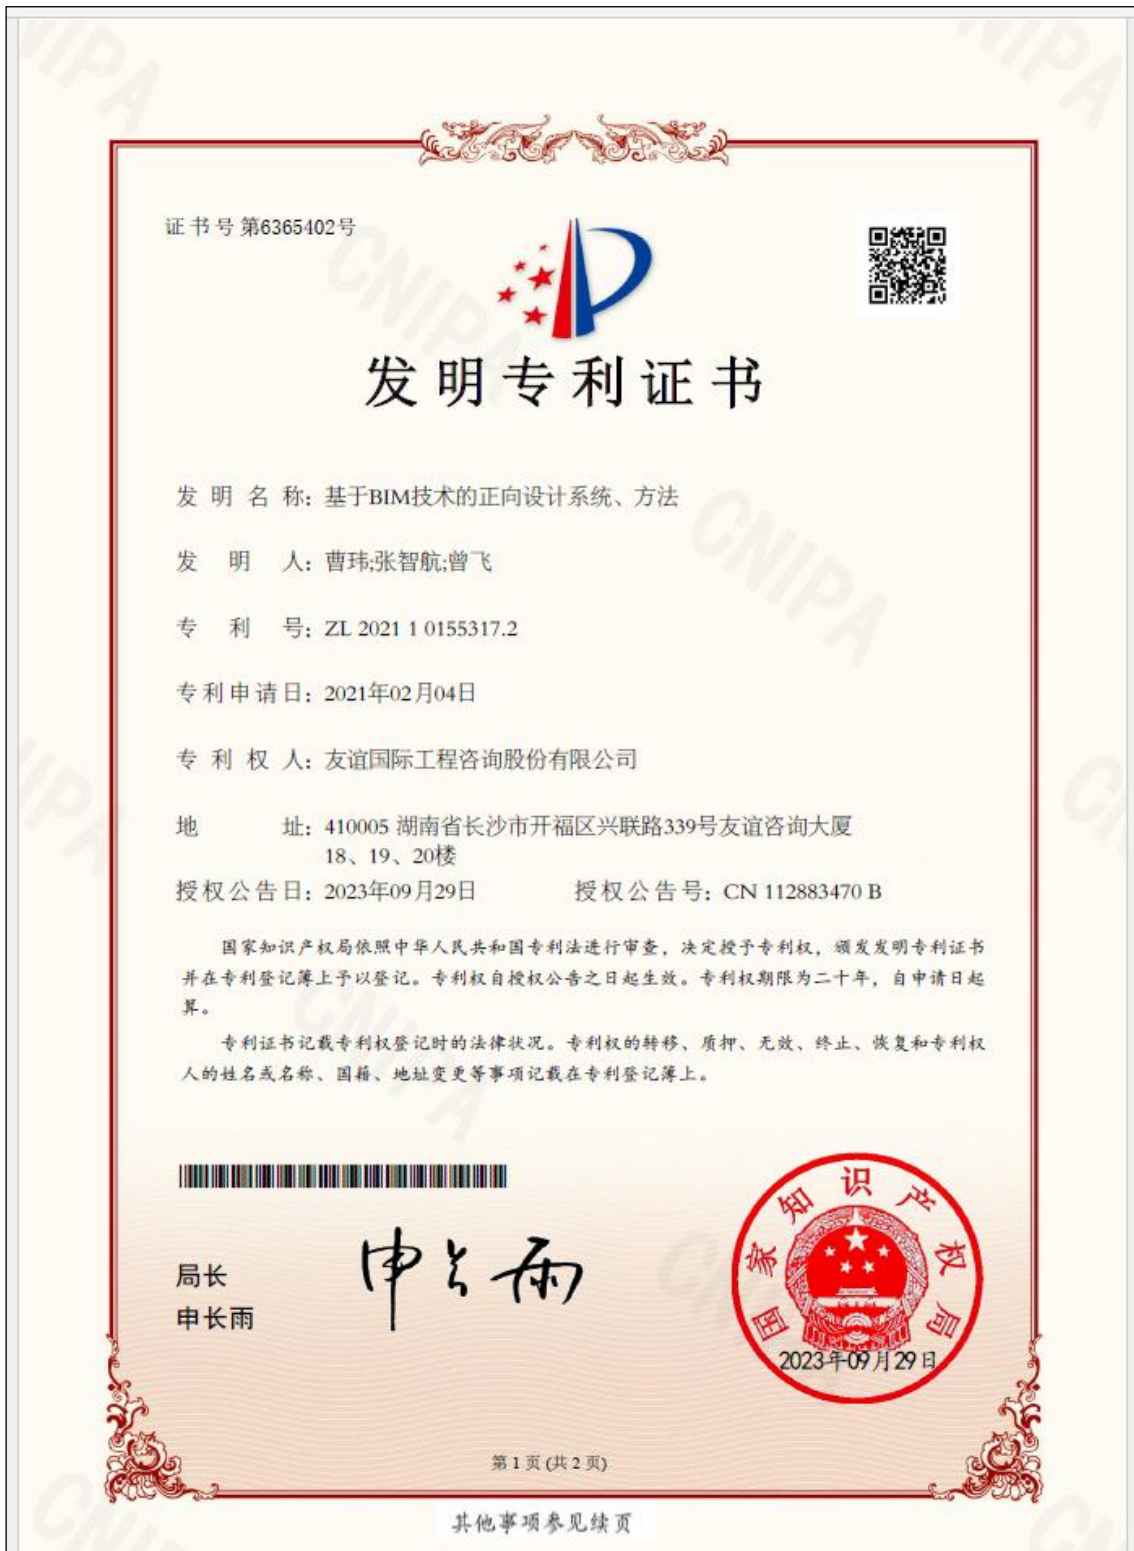 证书号第6365402号
发明专利证书
发明名称：基于BIM技术的正向设计系统、方法
发明人：曹玮;张智航;曾飞
专利号：ZL 2021 1 0155317.2
专利申请日：2021年02月04日
专利权人：友谊国际工程咨询股份有限公司
地址：410005 湖南省长沙市开福区兴联路339号友谊咨询大厦
18、19、20楼
授权公告日：2023年09月29日 授权公告号：CN 112883470 B
国家知识产权局依照中华人民共和国专利法进行审查，决定授予专利权，颁发发明专利证书
并在专利登记簿上予以登记。专利权自授权公告之日起生效。专利权期限为二十年，自申请日起
算。
专利证书记载专利权登记时的法律状况。专利权的转移、质押、无效、终止、恢复和专利权
人的姓名或名称、国籍、地址变更等事项记载在专利登记簿上。
局长
申长雨
申长雨
国家知识产权局
2023年09月29日
第1页(共2页)
其他事项参见续页
CNIPA